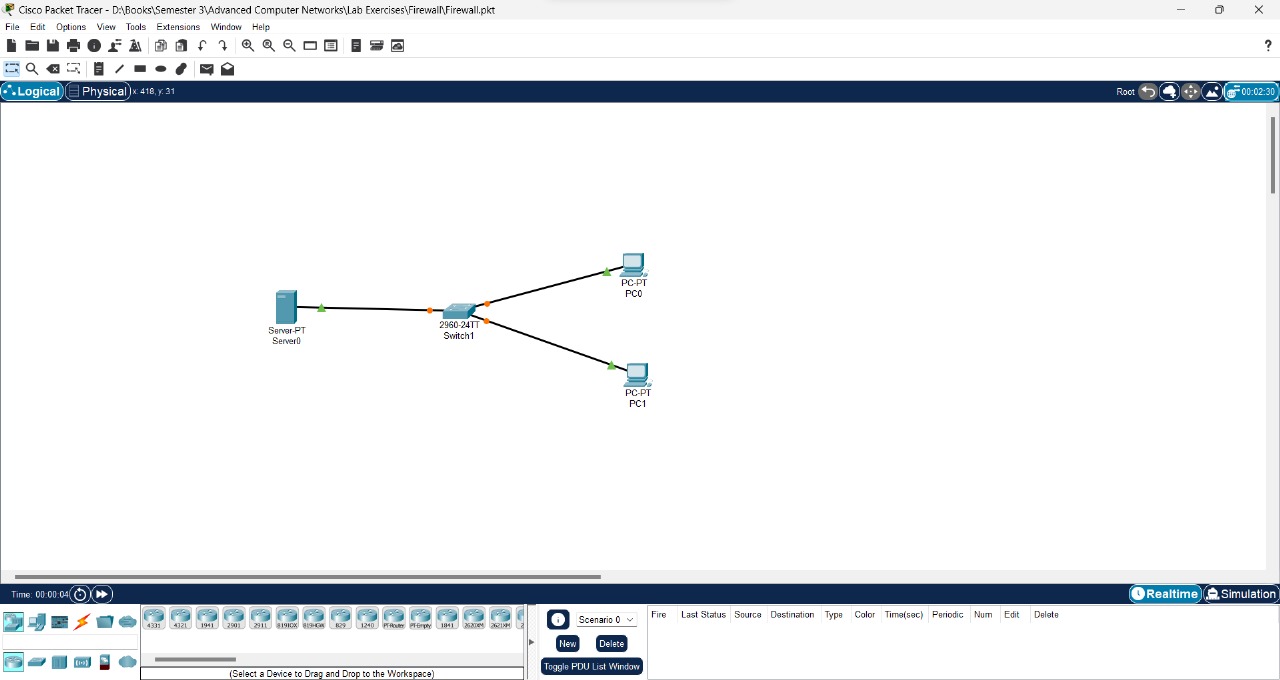 Cisco Packet Tracer - D:\Books\Semester 3\Advanced Computer Networks\Lab Exercises\Firewall\Firewall.pkt
File Edit Options View Tools Extensions Window Help
?
Logical Physical x: 418, y: 31 Root 00:02:30
PC-PT
PC0
Server-PT
Server0
2960-24TT
Switch1
PC-PT
PC1
Time: 00:00:04 Realtime Simulation
4331 4321 1941 2901 2911 819IOX 819HGW 829 1240 PT-Router PT-Empty 1841 2620XM 2621XM 2
Scenario 0
New Delete
Toggle PDU List Window
Fire Last Status Source Destination Type Color Time(sec) Periodic Num Edit Delete
(Select a Device to Drag and Drop to the Workspace)